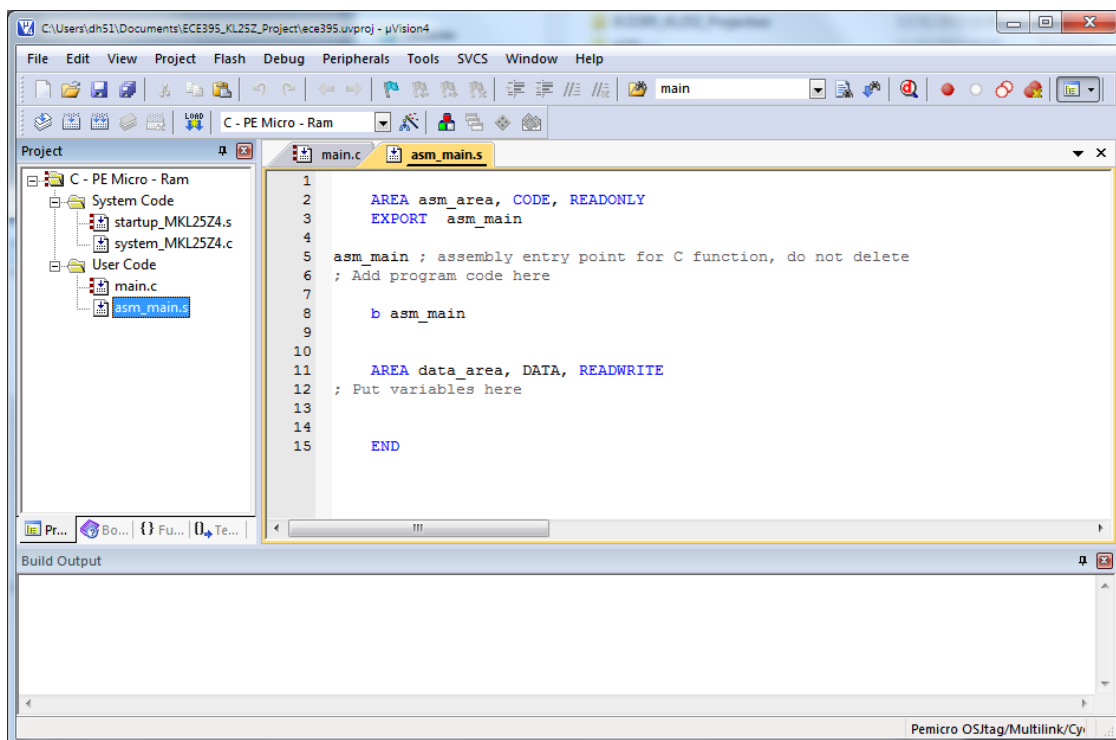 C:\Users\dh51\Documents\ECE395_KL25Z_Project\ece395.uvproj - µVision4
File Edit View Project Flash Debug Peripherals Tools SVCS Window Help
main
LOAD
C - PE Micro - Ram
Project
C - PE Micro - Ram
System Code
startup_MKL25Z4.s
system_MKL25Z4.c
User Code
main.c
asm_main.s
Pr... Bo... {} Fu... Te...
main.c asm_main.s
1
2 AREA asm_area, CODE, READONLY
3 EXPORT asm_main
4
5 asm_main ; assembly entry point for C function, do not delete
6 ; Add program code here
7
8 b asm_main
9
10
11 AREA data_area, DATA, READWRITE
12 ; Put variables here
13
14
15 END
Build Output
Pemicro OSJtag/Multilink/Cy